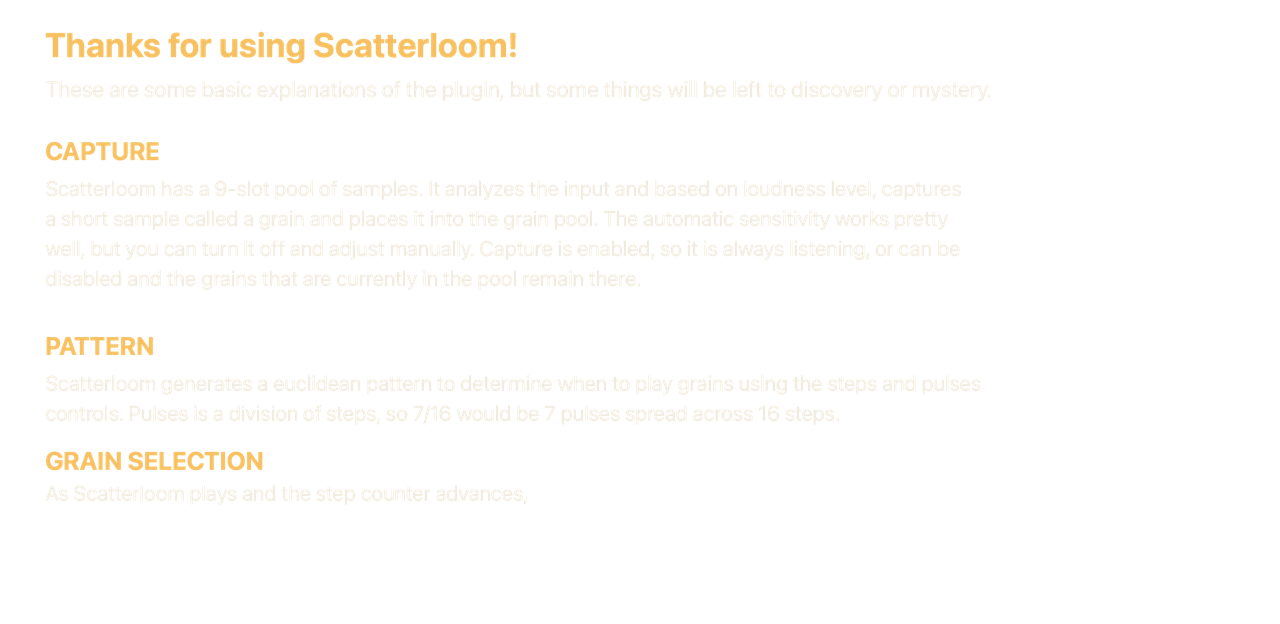 Thanks for using Scatterloom!
These are some basic explanations of the plugin, but some things will be left to discovery or mystery.
CAPTURE
Scatterloom has a 9-slot pool of samples. It analyzes the input and based on loudness level, captures
a short sample called a grain and places it into the grain pool. The automatic sensitivity works pretty
well, but you can turn it off and adjust manually. Capture is enabled, so it is always listening, or can be
disabled and the grains that are currently in the pool remain there.
PATTERN
Scatterloom generates a euclidean pattern to determine when to play grains using the steps and pulses
controls. Pulses is a division of steps, so 7/16 would be 7 pulses spread across 16 steps.
GRAIN SELECTION
As Scatterloom plays and the step counter advances,